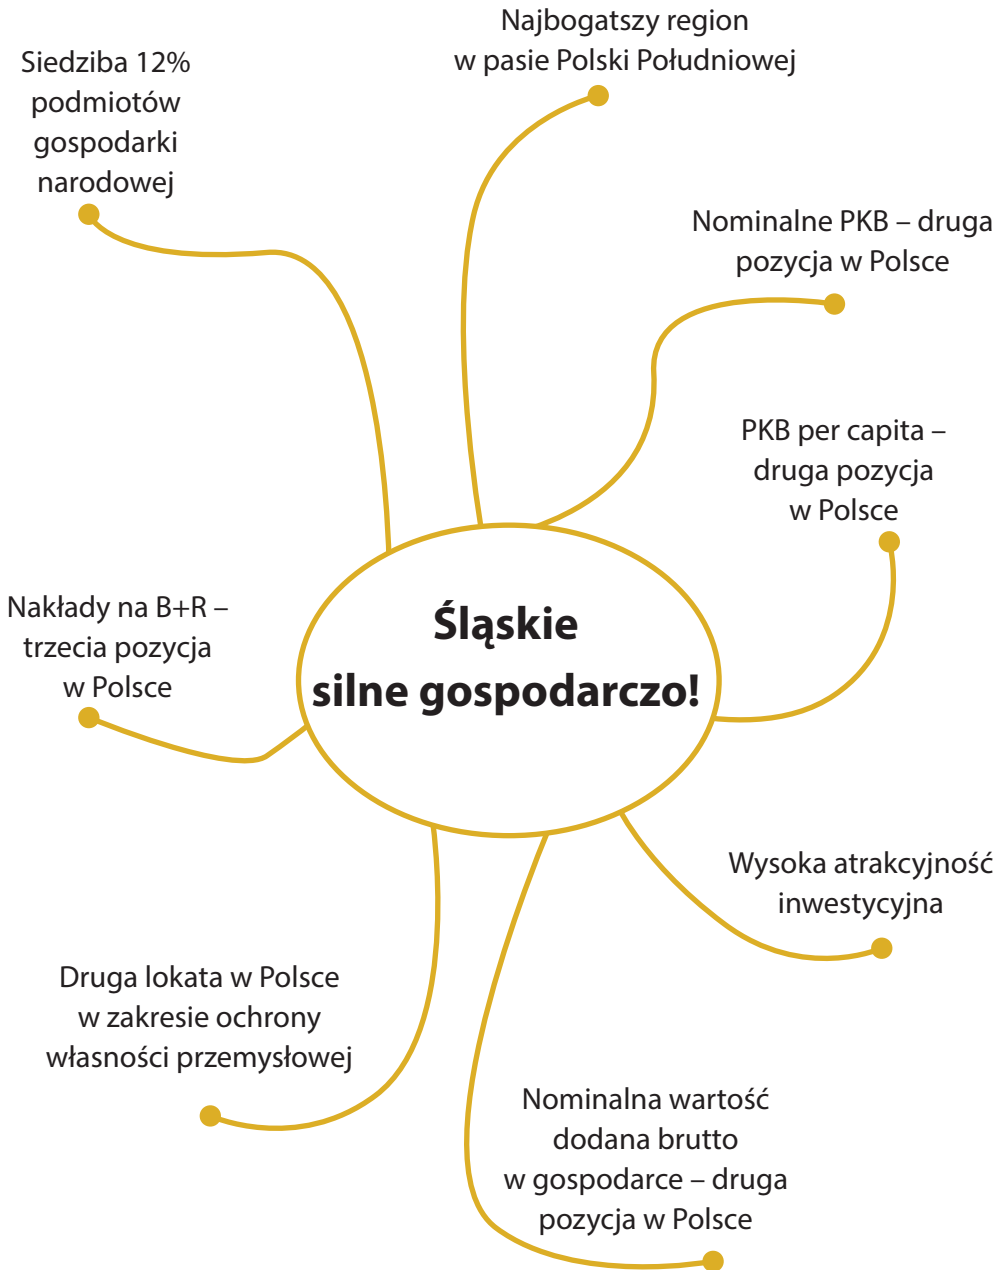 Najbogatszy region
w pasie Polski Południowej
Siedziba 12%
podmiotów
gospodarki
narodowej
Nominalne PKB – druga
pozycja w Polsce
PKB per capita –
druga pozycja
w Polsce
Nakłady na B+R –
trzecia pozycja
w Polsce
Śląskie
silne gospodarczo!
Wysoka atrakcyjność
inwestycyjna
Druga lokata w Polsce
w zakresie ochrony
własności przemysłowej
Nominalna wartość
dodana brutto
w gospodarce – druga
pozycja w Polsce